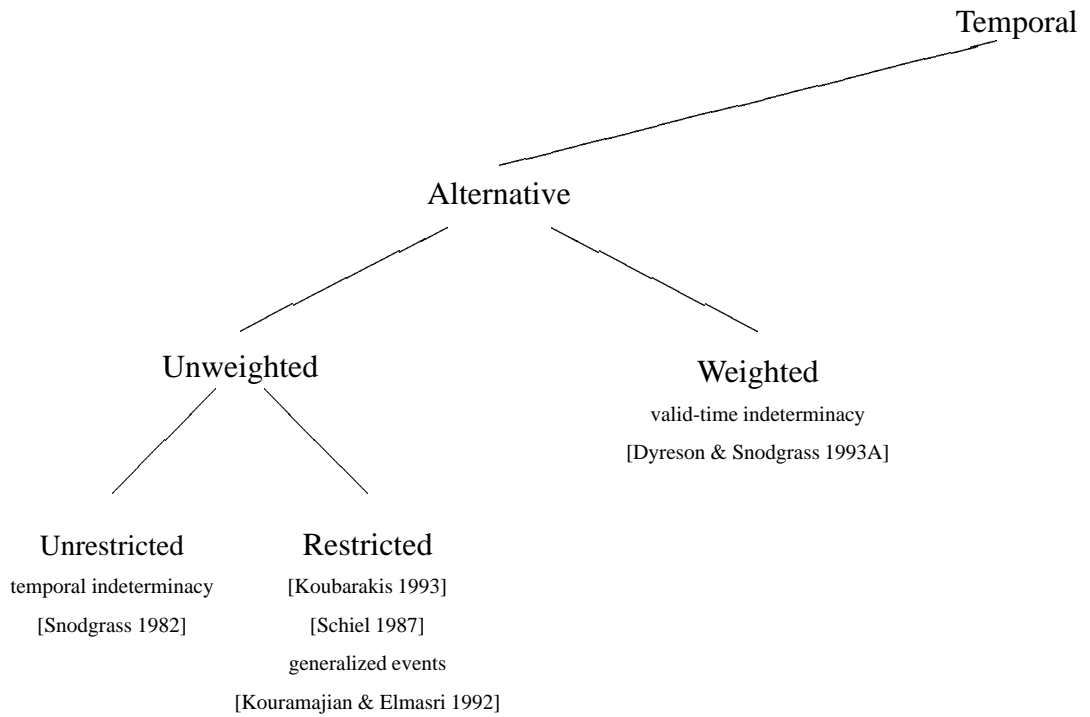 Temporal
Alternative
Unweighted
Weighted
valid-time indeterminacy
[Dyreson & Snodgrass 1993A]
Unrestricted
temporal indeterminacy
[Snodgrass 1982]
Restricted
[Koubarakis 1993]
[Schiel 1987]
generalized events
[Kouramajian & Elmasri 1992]